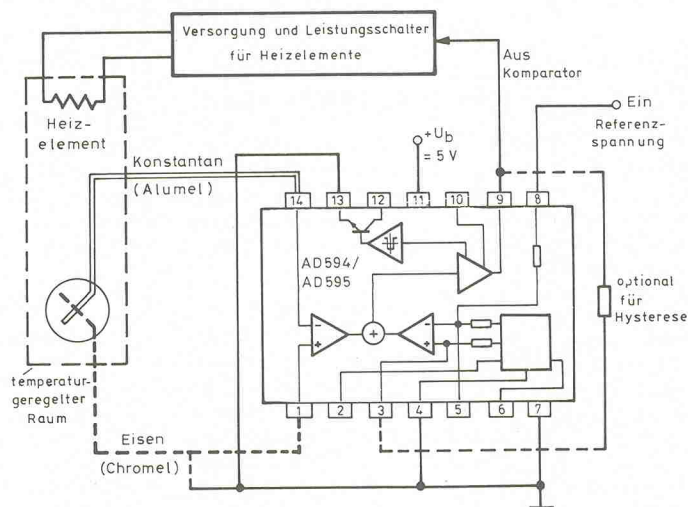 Versorgung und Leistungsschalter
für Heizelemente
Aus
Komparator
Ein
Referenz-
spannung
Heiz-
element
+Ub
= 5 V
Konstantan
(Alumel)
14
13
12
11
10
9
8
AD594/
AD595
optional
für
Hysterese
-
+
+
-
+
temperatur-
geregelter
Raum
1
2
3
4
5
6
7
Eisen
(Chromel)